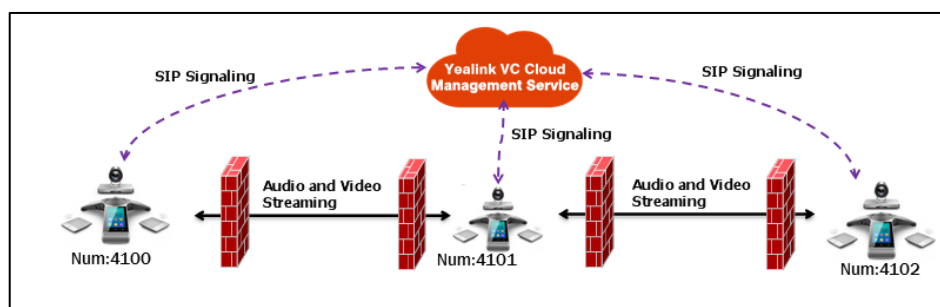 Yealink VC Cloud
Management Service
SIP Signaling
SIP Signaling
SIP Signaling
Audio and Video
Streaming
Audio and Video
Streaming
Num:4100
Num:4101
Num:4102